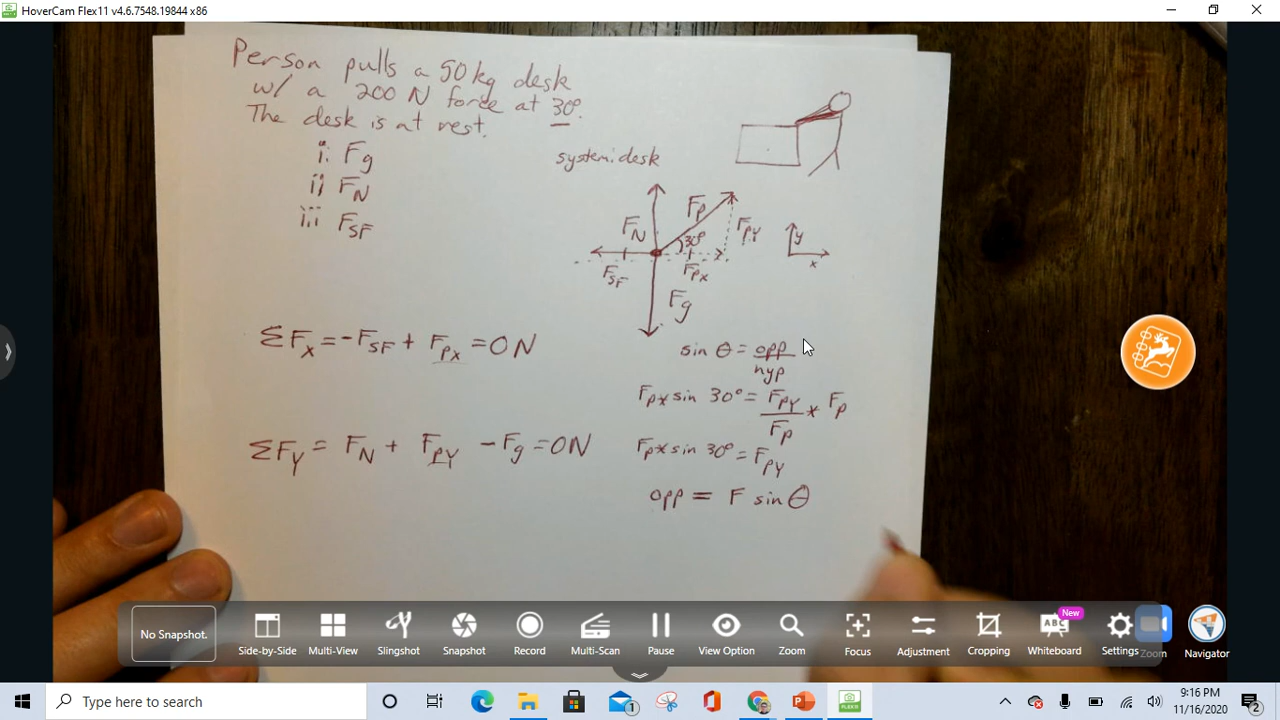 HoverCam Flex11 v4.6.7548.19844 x86
Person pulls a 50 kg desk
w/ a 200 N force at 30°.
The desk is at rest.
i. Fg
ii) FN
iii FSF
system: desk
FN
Fp
30°
FpY
FSF
Fpx
Fg
y
x
ΣFx = -FSF + Fpx = 0 N
ΣFY = FN + FpY - Fg = 0 N
sin θ = opp/hyp
Fp* sin 30° = FpY/Fp * Fp
Fp* sin 30° = FpY
opp = F sin θ
No Snapshot.
Side-by-Side
Multi-View
Slingshot
Snapshot
Record
Multi-Scan
Pause
View Option
Zoom
Focus
Adjustment
Cropping
New
ABC
Whiteboard
Settings
Zoom
Navigator
Type here to search
1
FLEX11
9:16 PM
11/16/2020
2